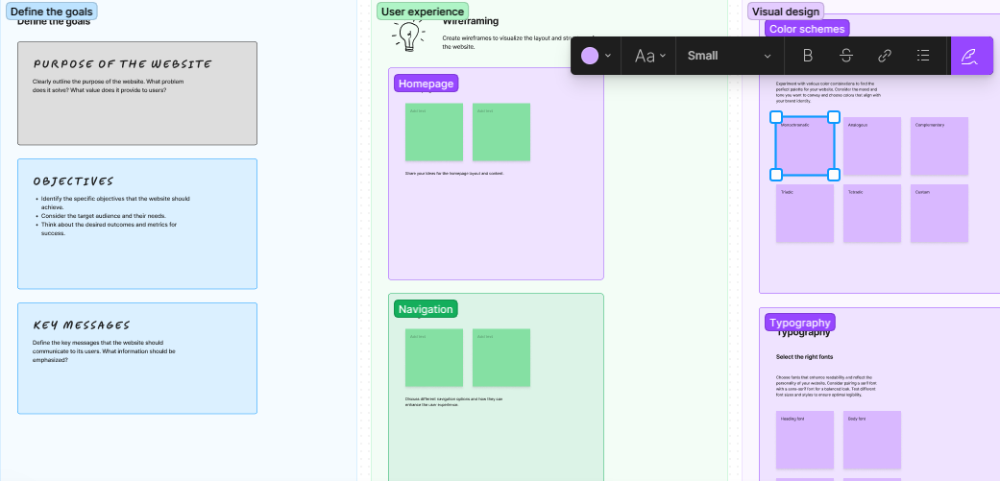 Define the goals
Define the goals
PURPOSE OF THE WEBSITE
Clearly outline the purpose of the website. What problem
does it solve? What value does it provide to users?
OBJECTIVES
• Identify the specific objectives that the website should
achieve.
• Consider the target audience and their needs.
• Think about the desired outcomes and metrics for
success.
KEY MESSAGES
Define the key messages that the website should
communicate to its users. What information should be
emphasized?
User experience
Wireframing
Create wireframes to visualize the layout and
the website.
Homepage
Share your ideas for the homepage layout and content.
Navigation
Discuss different navigation options and how they can
enhance the user experience.
Visual design
Color schemes
Aa
Small
B
S
Experiment with various color combinations to find the
perfect palette for your website. Consider the mood and
tone you want to convey and choose colors that align with
your brand identity.
Monochromatic
Analogous
Complementary
Triadic
Tetradic
Custom
Typography
Typography
Select the right fonts
Choose fonts that enhance readability and reflect the
personality of your website. Consider pairing a serif font
with a sans-serif font for a balanced look. Test different
font sizes and styles to ensure optimal legibility.
Heading font
Body font